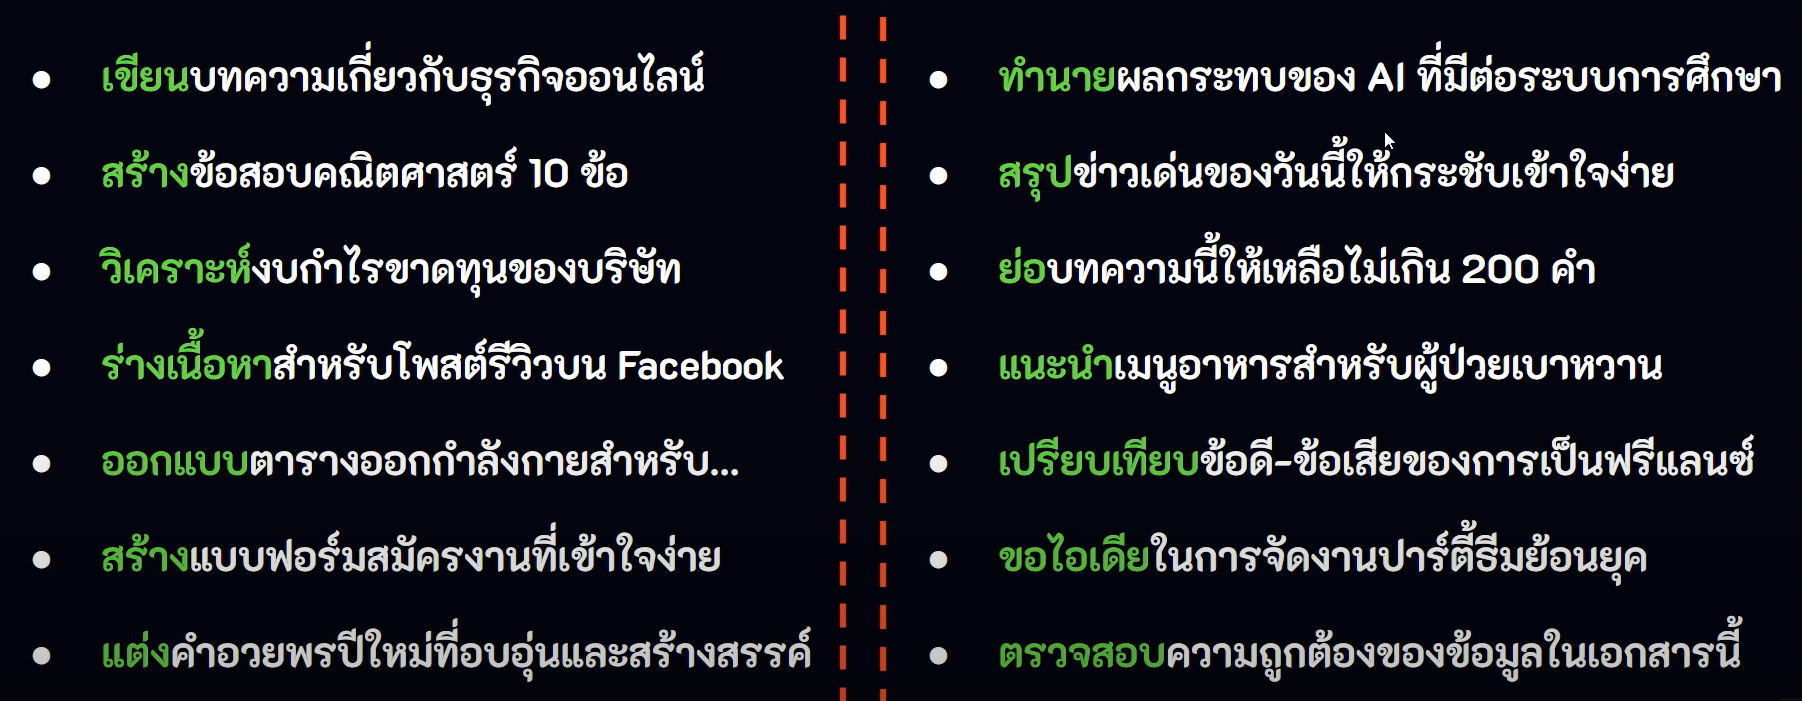 ● เขียนบทความเกี่ยวกับธุรกิจออนไลน์
● สร้างข้อสอบคณิตศาสตร์ 10 ข้อ
● วิเคราะห์งบกำไรขาดทุนของบริษัท
● ร่างเนื้อหาสำหรับโพสต์รีวิวบน Facebook
● ออกแบบตารางออกกำลังกายสำหรับ...
● สร้างแบบฟอร์มสมัครงานที่เข้าใจง่าย
● แต่งคำอวยพรปีใหม่ที่อบอุ่นและสร้างสรรค์
● ทำนายผลกระทบของ AI ที่มีต่อระบบการศึกษา
● สรุปข่าวเด่นของวันนี้ให้กระชับเข้าใจง่าย
● ย่อบทความนี้ให้เหลือไม่เกิน 200 คำ
● แนะนำเมนูอาหารสำหรับผู้ป่วยเบาหวาน
● เปรียบเทียบข้อดี-ข้อเสียของการเป็นฟรีแลนซ์
● ขอไอเดียในการจัดงานปาร์ตี้ธีมย้อนยุค
● ตรวจสอบความถูกต้องของข้อมูลในเอกสารนี้